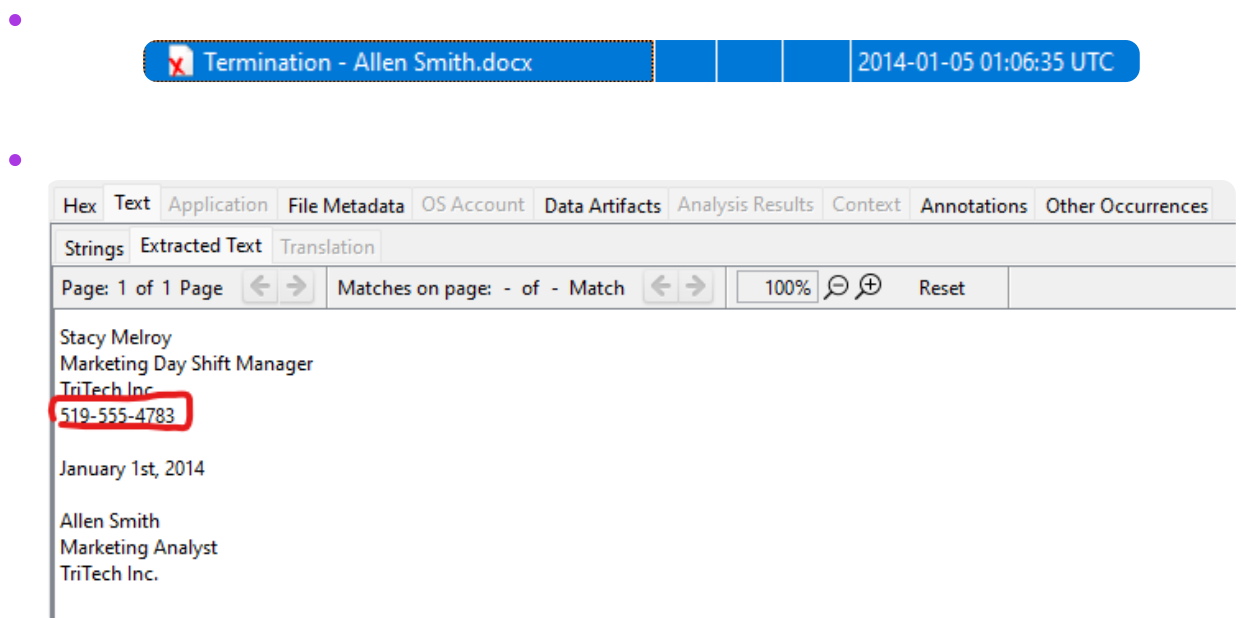 Termination - Allen Smith.docx 2014-01-05 01:06:35 UTC
Hex Text Application File Metadata OS Account Data Artifacts Analysis Results Context Annotations Other Occurrences
Strings Extracted Text Translation
Page: 1 of 1 Page Matches on page: - of - Match 100% Reset
Stacy Melroy
Marketing Day Shift Manager
TriTech Inc.
519-555-4783
January 1st, 2014
Allen Smith
Marketing Analyst
TriTech Inc.